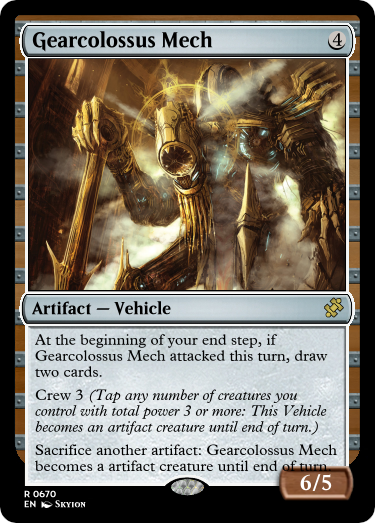 Gearcolossus Mech 4
Artifact — Vehicle
At the beginning of your end step, if
Gearcolossus Mech attacked this turn, draw
two cards.
Crew 3 (Tap any number of creatures you
control with total power 3 or more: This Vehicle
becomes an artifact creature until end of turn.)
Sacrifice another artifact: Gearcolossus Mech
becomes a artifact creature until end of turn.
6/5
R 0670
EN Skyion